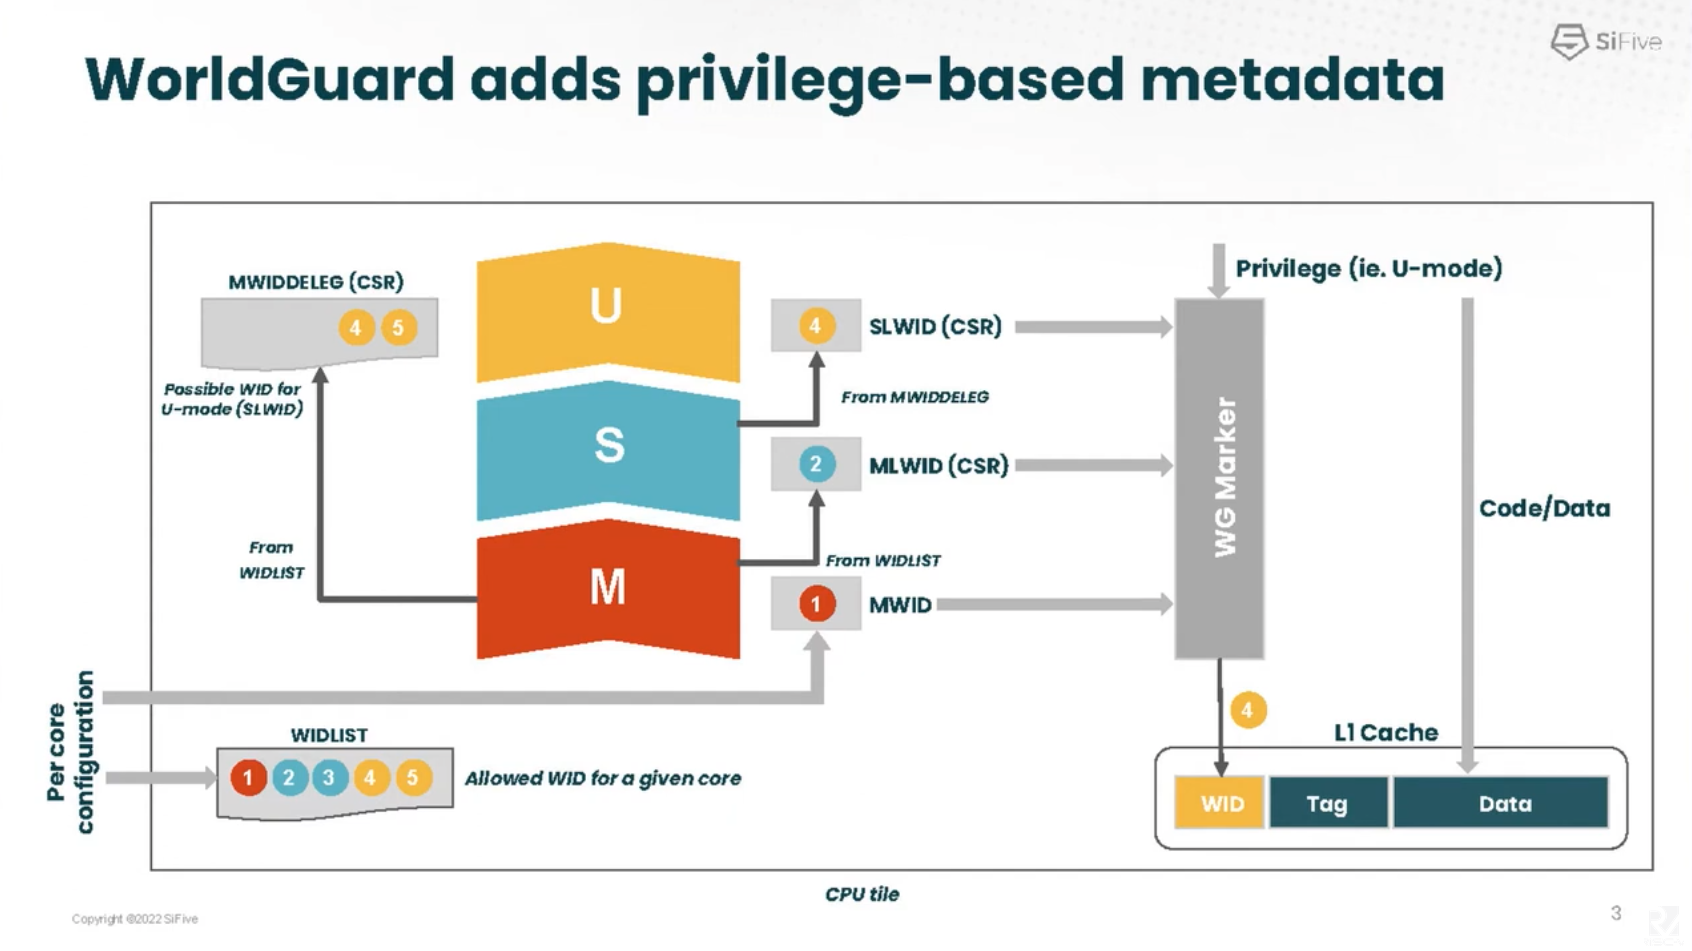 SiFive
WorldGuard adds privilege-based metadata
MWIDDELEG (CSR)
4 5
Possible WID for
U-mode (SLWID)
From
WIDLIST
U
S
M
4
SLWID (CSR)
From MWIDDELEG
2
MLWID (CSR)
From WIDLIST
1
MWID
Privilege (ie. U-mode)
WG Marker
Code/Data
4
L1 Cache
WID
Tag
Data
Per core
configuration
WIDLIST
1 2 3 4 5
Allowed WID for a given core
CPU tile
Copyright ©2022 SiFive
3